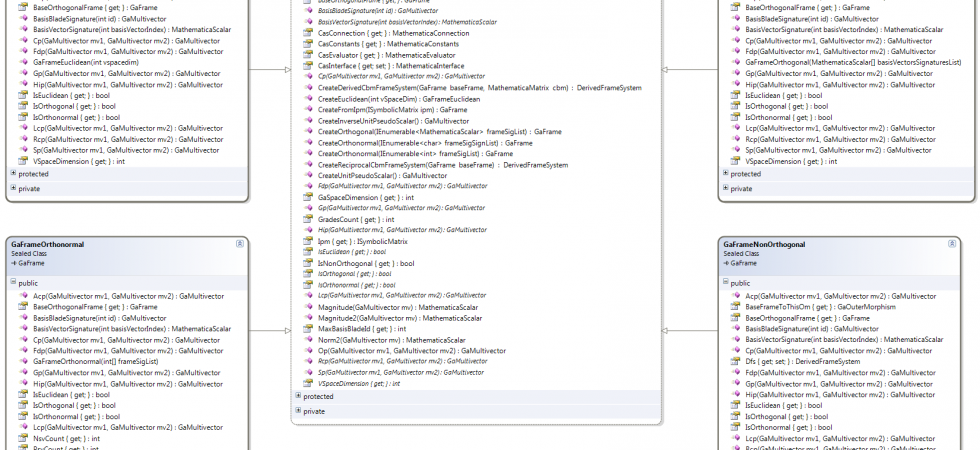 BaseOrthogonalFrame { get; } : GaFrame
BasisBladeSignature(int id) : GaMultivector
BasisVectorSignature(int basisVectorIndex) : MathematicaScalar
Cp(GaMultivector mv1, GaMultivector mv2) : GaMultivector
Fdp(GaMultivector mv1, GaMultivector mv2) : GaMultivector
GaFrameEuclidean(int vspacedim)
Gp(GaMultivector mv1, GaMultivector mv2) : GaMultivector
Hip(GaMultivector mv1, GaMultivector mv2) : GaMultivector
IsEuclidean { get; } : bool
IsOrthogonal { get; } : bool
IsOrthonormal { get; } : bool
Lcp(GaMultivector mv1, GaMultivector mv2) : GaMultivector
Rcp(GaMultivector mv1, GaMultivector mv2) : GaMultivector
Sp(GaMultivector mv1, GaMultivector mv2) : GaMultivector
VSpaceDimension { get; } : int
protected
private
GaFrameOrthonormal
Sealed Class
GaFrame
public
Acp(GaMultivector mv1, GaMultivector mv2) : GaMultivector
BaseOrthogonalFrame { get; } : GaFrame
BasisBladeSignature(int id) : GaMultivector
BasisVectorSignature(int basisVectorIndex) : MathematicaScalar
Cp(GaMultivector mv1, GaMultivector mv2) : GaMultivector
Fdp(GaMultivector mv1, GaMultivector mv2) : GaMultivector
GaFrameOrthonormal(int[] frameSigList)
Gp(GaMultivector mv1, GaMultivector mv2) : GaMultivector
Hip(GaMultivector mv1, GaMultivector mv2) : GaMultivector
IsEuclidean { get; } : bool
IsOrthogonal { get; } : bool
IsOrthonormal { get; } : bool
Lcp(GaMultivector mv1, GaMultivector mv2) : GaMultivector
NsvCount { get; } : int
PsvCount { get; } : int
BaseOrthogonalFrame { get; } : GaFrame
BasisBladeSignature(int id) : GaMultivector
BasisVectorSignature(int basisVectorIndex) : MathematicaScalar
CasConnection { get; } : MathematicaConnection
CasConstants { get; } : MathematicaConstants
CasEvaluator { get; } : MathematicaEvaluator
CasInterface { get; set; } : MathematicaInterface
Cp(GaMultivector mv1, GaMultivector mv2) : GaMultivector
CreateDerivedCbmFrameSystem(GaFrame baseFrame, MathematicaMatrix cbm) : DerivedFrameSystem
CreateEuclidean(int vSpaceDim) : GaFrameEuclidean
CreateFromIpm(ISymbolicMatrix ipm) : GaFrame
CreateInverseUnitPseudoScalar() : GaMultivector
CreateOrthogonal(IEnumerable<MathematicaScalar> frameSigList) : GaFrame
CreateOrthonormal(IEnumerable<char> frameSigSignList) : GaFrame
CreateOrthonormal(IEnumerable<int> frameSigList) : GaFrame
CreateReciprocalCbmFrameSystem(GaFrame baseFrame) : DerivedFrameSystem
CreateUnitPseudoScalar() : GaMultivector
Fdp(GaMultivector mv1, GaMultivector mv2) : GaMultivector
GaSpaceDimension { get; } : int
Gp(GaMultivector mv1, GaMultivector mv2) : GaMultivector
GradesCount { get; } : int
Hip(GaMultivector mv1, GaMultivector mv2) : GaMultivector
Ipm { get; } : ISymbolicMatrix
IsEuclidean { get; } : bool
IsNonOrthogonal { get; } : bool
IsOrthogonal { get; } : bool
IsOrthonormal { get; } : bool
Lcp(GaMultivector mv1, GaMultivector mv2) : GaMultivector
Magnitude(GaMultivector mv) : MathematicaScalar
Magnitude2(GaMultivector mv) : MathematicaScalar
MaxBasisBladeId { get; } : int
Norm2(GaMultivector mv) : MathematicaScalar
Op(GaMultivector mv1, GaMultivector mv2) : GaMultivector
Rcp(GaMultivector mv1, GaMultivector mv2) : GaMultivector
Sp(GaMultivector mv1, GaMultivector mv2) : GaMultivector
VSpaceDimension { get; } : int
protected
private
BaseOrthogonalFrame { get; } : GaFrame
BasisBladeSignature(int id) : GaMultivector
BasisVectorSignature(int basisVectorIndex) : MathematicaScalar
Cp(GaMultivector mv1, GaMultivector mv2) : GaMultivector
Fdp(GaMultivector mv1, GaMultivector mv2) : GaMultivector
GaFrameOrthogonal(MathematicaScalar[] basisVectorsSignaturesList)
Gp(GaMultivector mv1, GaMultivector mv2) : GaMultivector
Hip(GaMultivector mv1, GaMultivector mv2) : GaMultivector
IsEuclidean { get; } : bool
IsOrthogonal { get; } : bool
IsOrthonormal { get; } : bool
Lcp(GaMultivector mv1, GaMultivector mv2) : GaMultivector
Rcp(GaMultivector mv1, GaMultivector mv2) : GaMultivector
Sp(GaMultivector mv1, GaMultivector mv2) : GaMultivector
VSpaceDimension { get; } : int
protected
private
GaFrameNonOrthogonal
Sealed Class
GaFrame
public
Acp(GaMultivector mv1, GaMultivector mv2) : GaMultivector
BaseFrameToThisOm { get; } : GaOuterMorphism
BaseOrthogonalFrame { get; } : GaFrame
BasisBladeSignature(int id) : GaMultivector
BasisVectorSignature(int basisVectorIndex) : MathematicaScalar
Cp(GaMultivector mv1, GaMultivector mv2) : GaMultivector
Dfs { get; set; } : DerivedFrameSystem
Fdp(GaMultivector mv1, GaMultivector mv2) : GaMultivector
Gp(GaMultivector mv1, GaMultivector mv2) : GaMultivector
Hip(GaMultivector mv1, GaMultivector mv2) : GaMultivector
IsEuclidean { get; } : bool
IsOrthogonal { get; } : bool
IsOrthonormal { get; } : bool
Lcp(GaMultivector mv1, GaMultivector mv2) : GaMultivector
Rcp(GaMultivector mv1, GaMultivector mv2) : GaMultivector